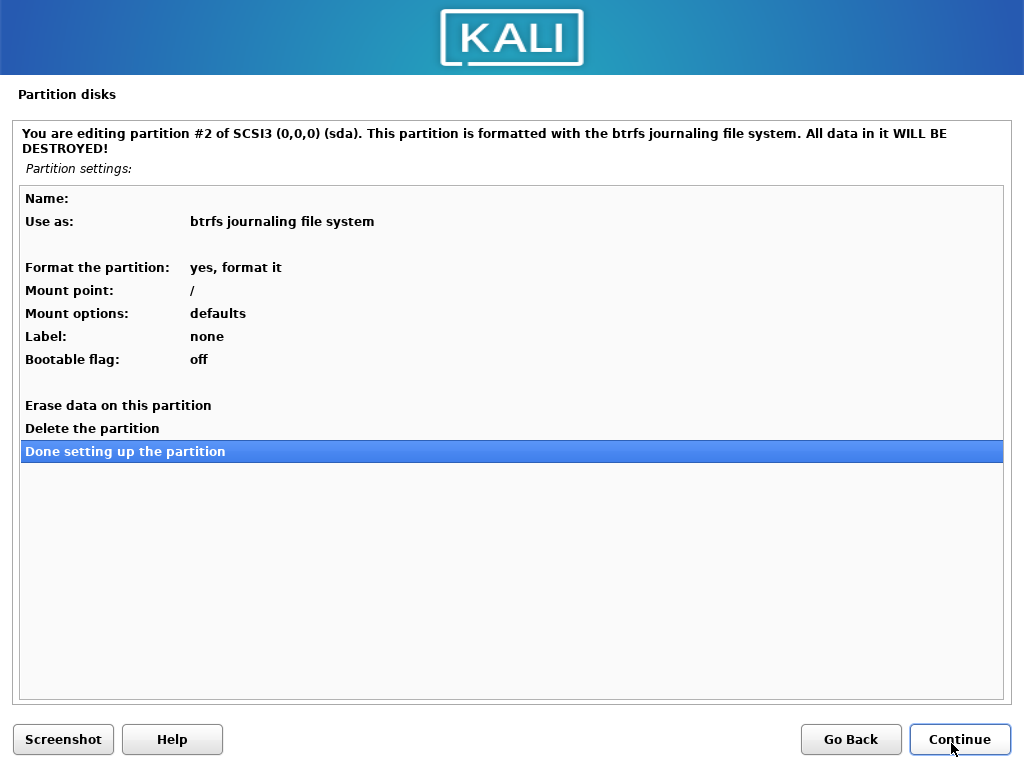 KALI
Partition disks
You are editing partition #2 of SCSI3 (0,0,0) (sda). This partition is formatted with the btrfs journaling file system. All data in it WILL BE
DESTROYED!
Partition settings:
Name:
Use as: btrfs journaling file system
Format the partition: yes, format it
Mount point: /
Mount options: defaults
Label: none
Bootable flag: off
Erase data on this partition
Delete the partition
Done setting up the partition
Screenshot Help Go Back Continue